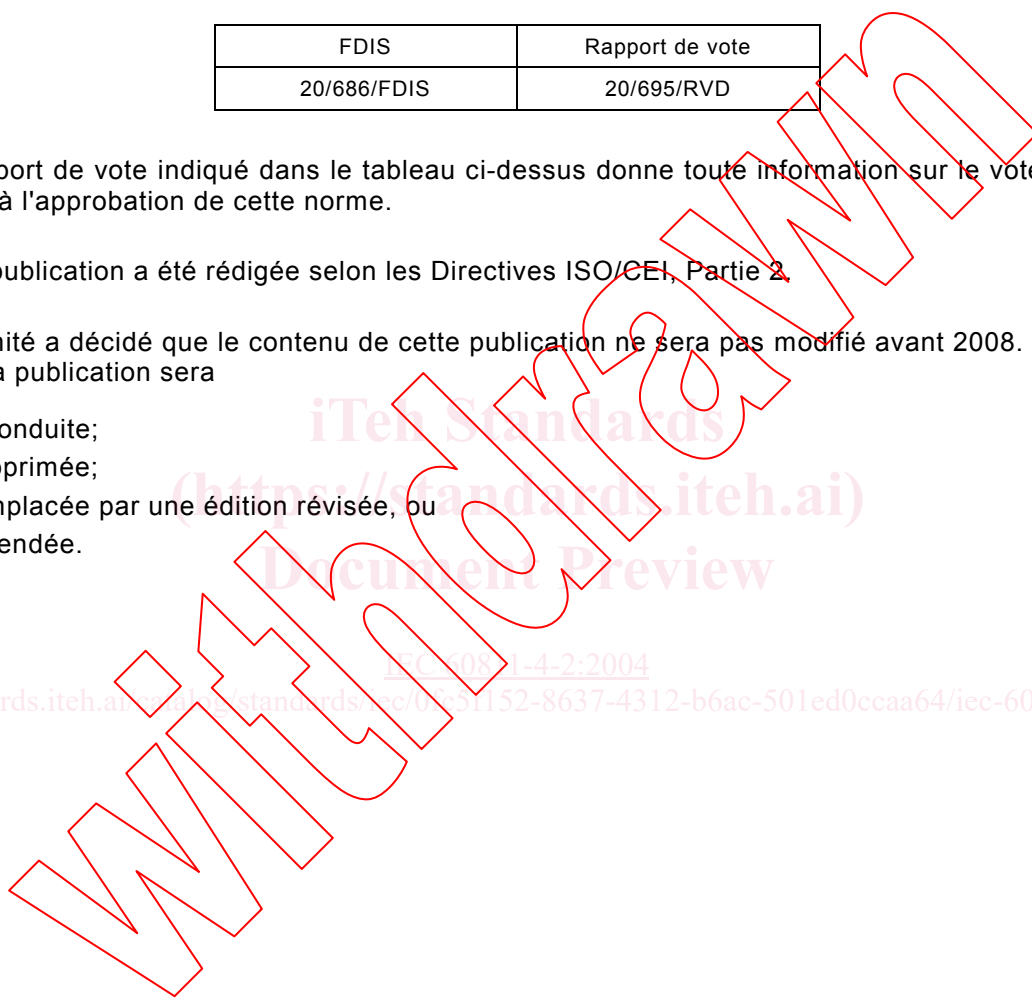 FDIS Rapport de vote
20/686/FDIS 20/695/RVD
port de vote indiqué dans le tableau ci-dessus donne toute information sur le vote
à l'approbation de cette norme.
publication a été rédigée selon les Directives ISO/CEI, Partie 2.
nité a décidé que le contenu de cette publication ne sera pas modifié avant 2008.
a publication sera
onduite;
pprimée;
nplacée par une édition révisée, ou
endée.
iTeh Standards
(https://standards.iteh.ai)
Document Preview
IEC 60811-4-2:2004
rds.iteh.ai/catalog/standards/iec/0fc5f152-8637-4312-b6ac-501ed0ccaa64/iec-60
withdrawn